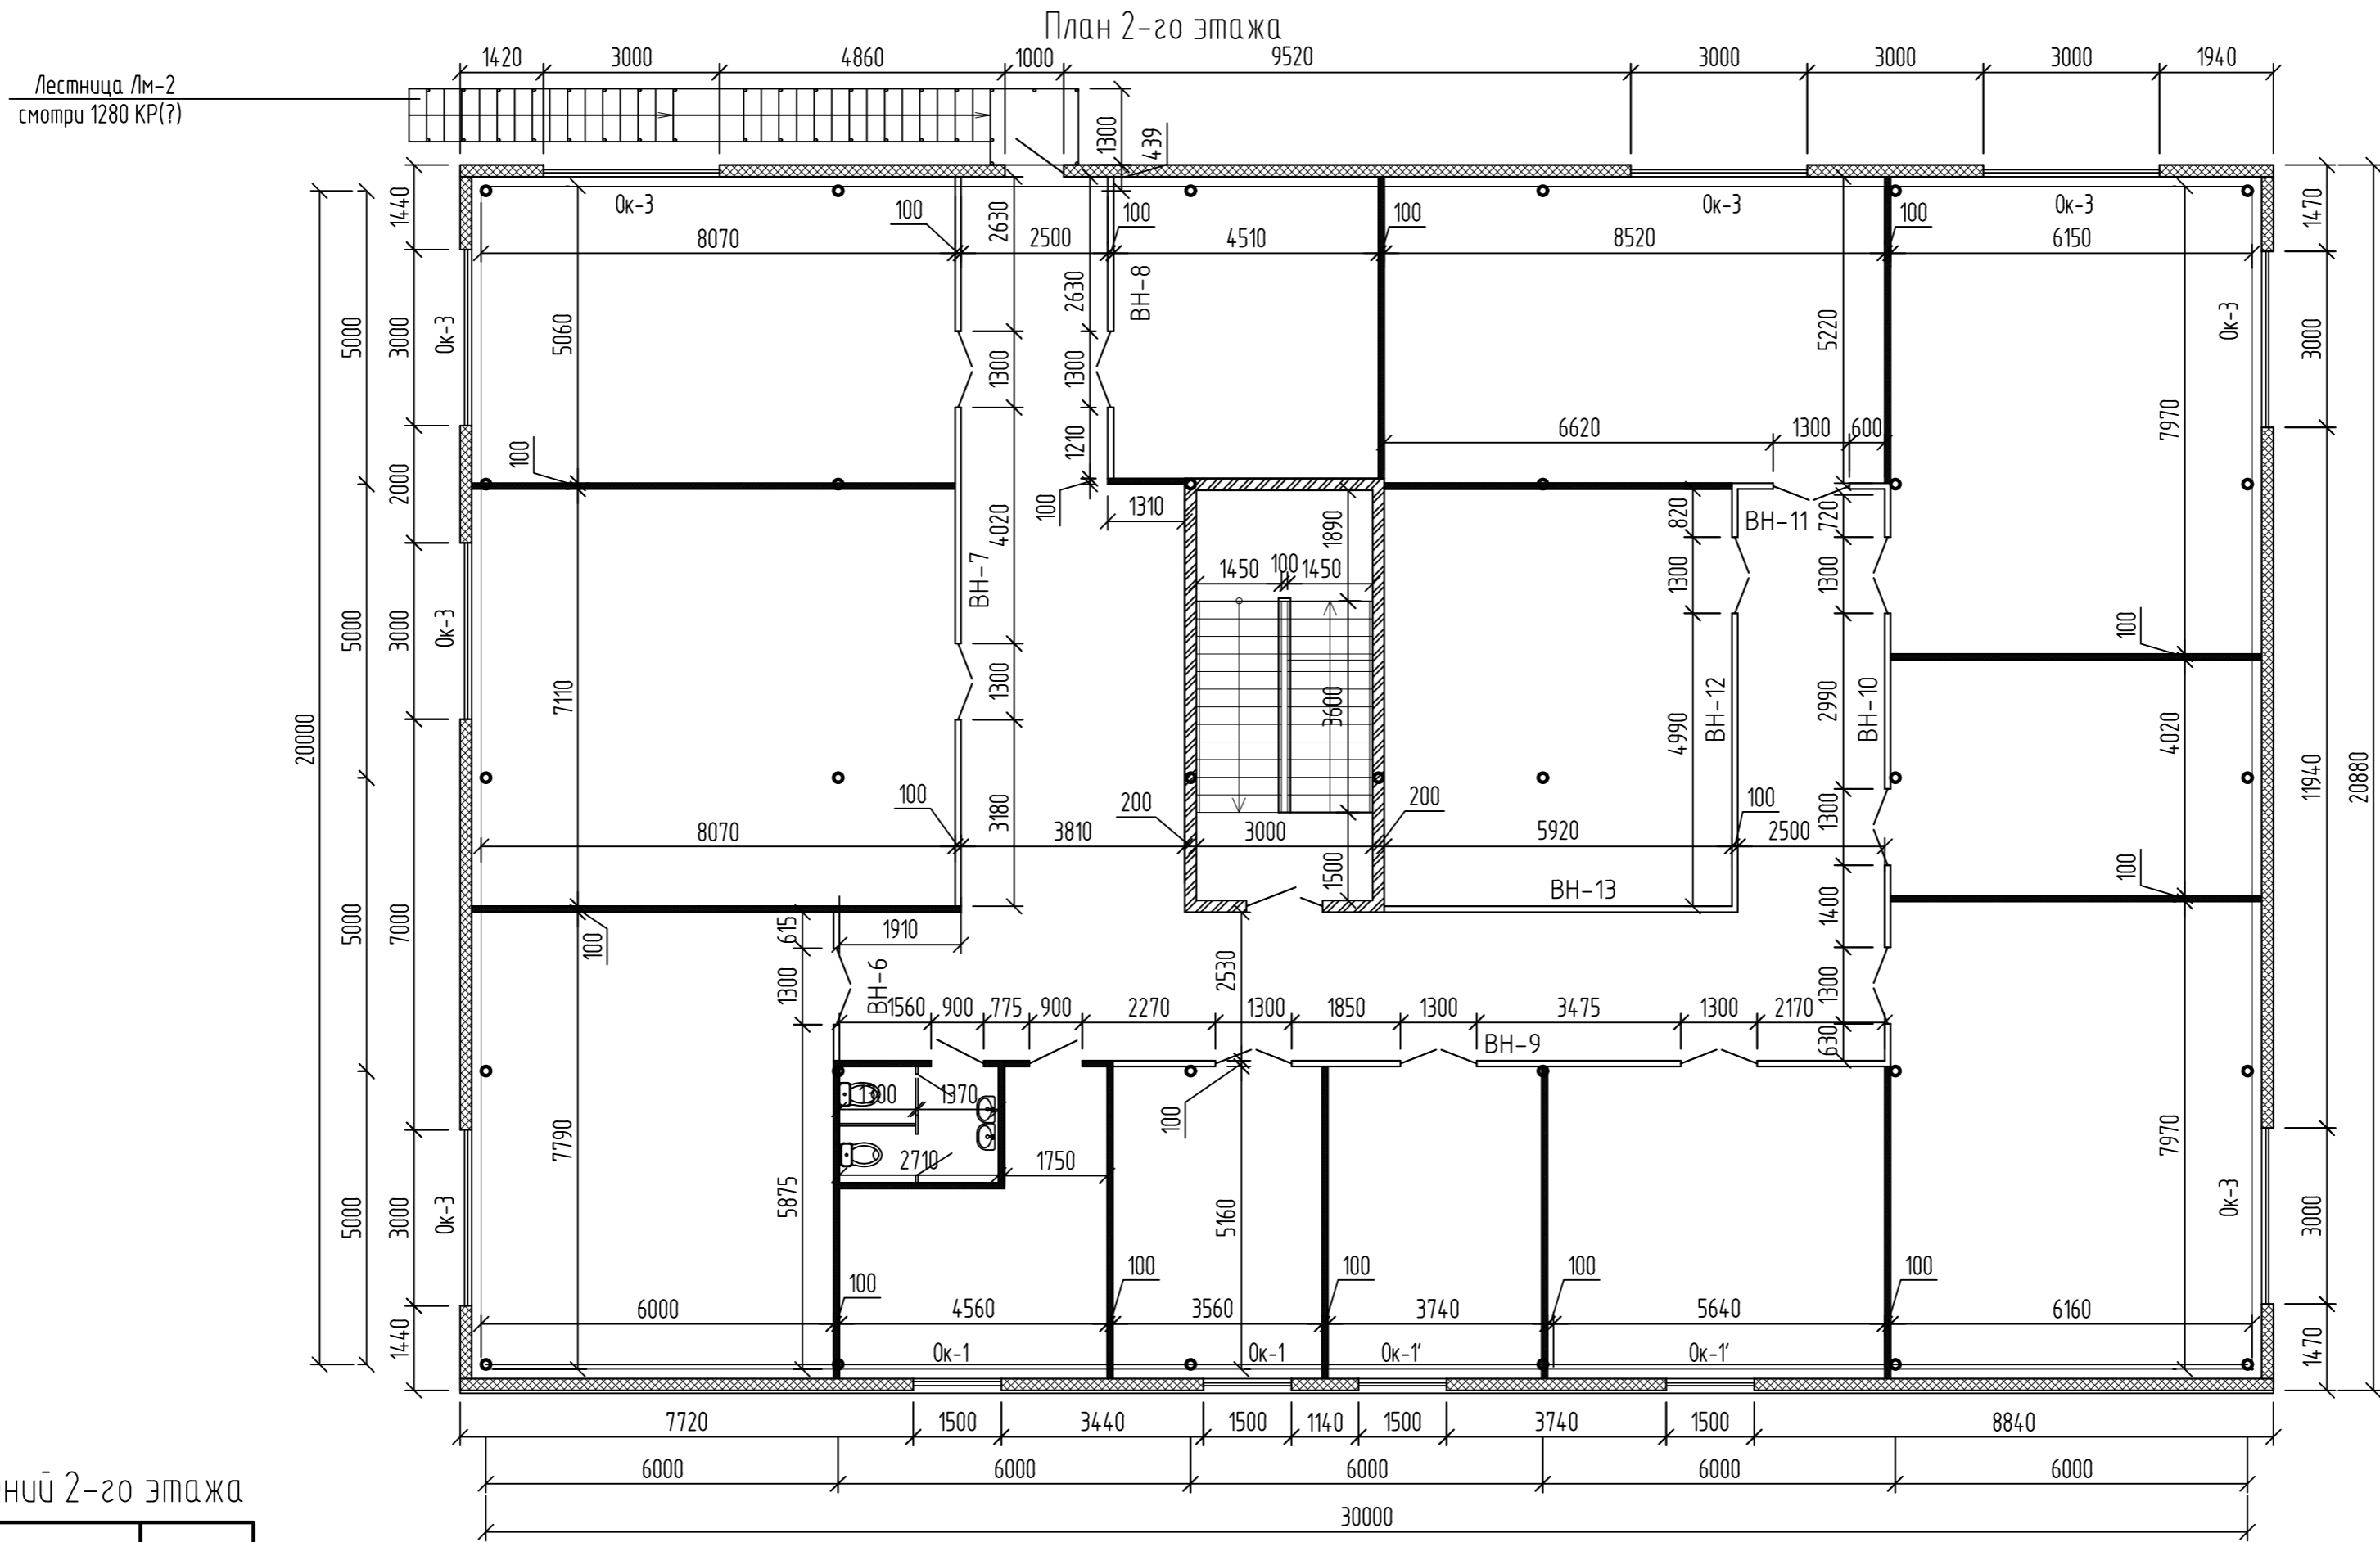 План 2-го этажа
1420 3000 4860 1000 9520 3000 3000 3000 1940
Лестница Лм-2
смотри 1280 КР(?)
1300
439
1440
Ок-3
100
2630
100
100
Ок-3
100
Ок-3
1470
8070 2500 4510 8520 6150
ВН-8
2630
5000
3000
Ок-3
5060
1300
1300
5220
Ок-3
3000
7970
6620 1300 600
1210
100
2000
100
1310
4020
1890
820
ВН-11
720
ВН-7
1450 100 1450
1300
1300
5000
3000
Ок-3
100
20000
7110
1300
3600
4990
ВН-12
2990
ВН-10
4020
11940
20880
100
3180
200
200
100
1300
8070 3810 3000 5920 2500
1500
ВН-13
100
1400
5000
7000
100
615
1910
1300
ВН-6
2530
1300
1560 900 775 900 2270 1300 1850 1300 3475 1300 2170
ВН-9
630
1300 1370
100
7790
2710 1750
7970
5875
5160
5000
3000
Ок-3
Ок-3
3000
100
100
100
100
100
6000 4560 3560 3740 5640 6160
1440
Ок-1
Ок-1
Ок-1'
Ок-1'
1470
7720 1500 3440 1500 1140 1500 3740 1500 8840
6000 6000 6000 6000 6000
ний 2-го этажа
30000